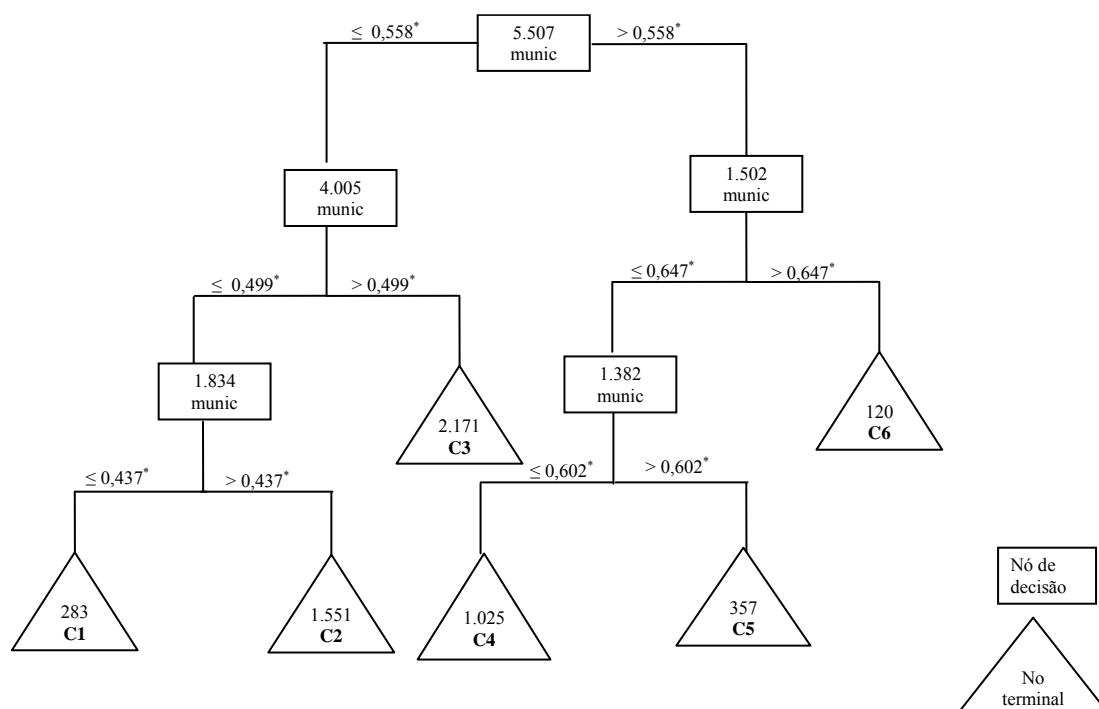 ≤ 0,558*
5.507
munic
> 0,558*
4.005
munic
1.502
munic
≤ 0,499*
> 0,499*
≤ 0,647*
> 0,647*
1.834
munic
2.171
C3
1.382
munic
120
C6
≤ 0,437*
> 0,437*
≤ 0,602*
> 0,602*
283
C1
1.551
C2
1.025
C4
357
C5
Nó de
decisão
No
terminal